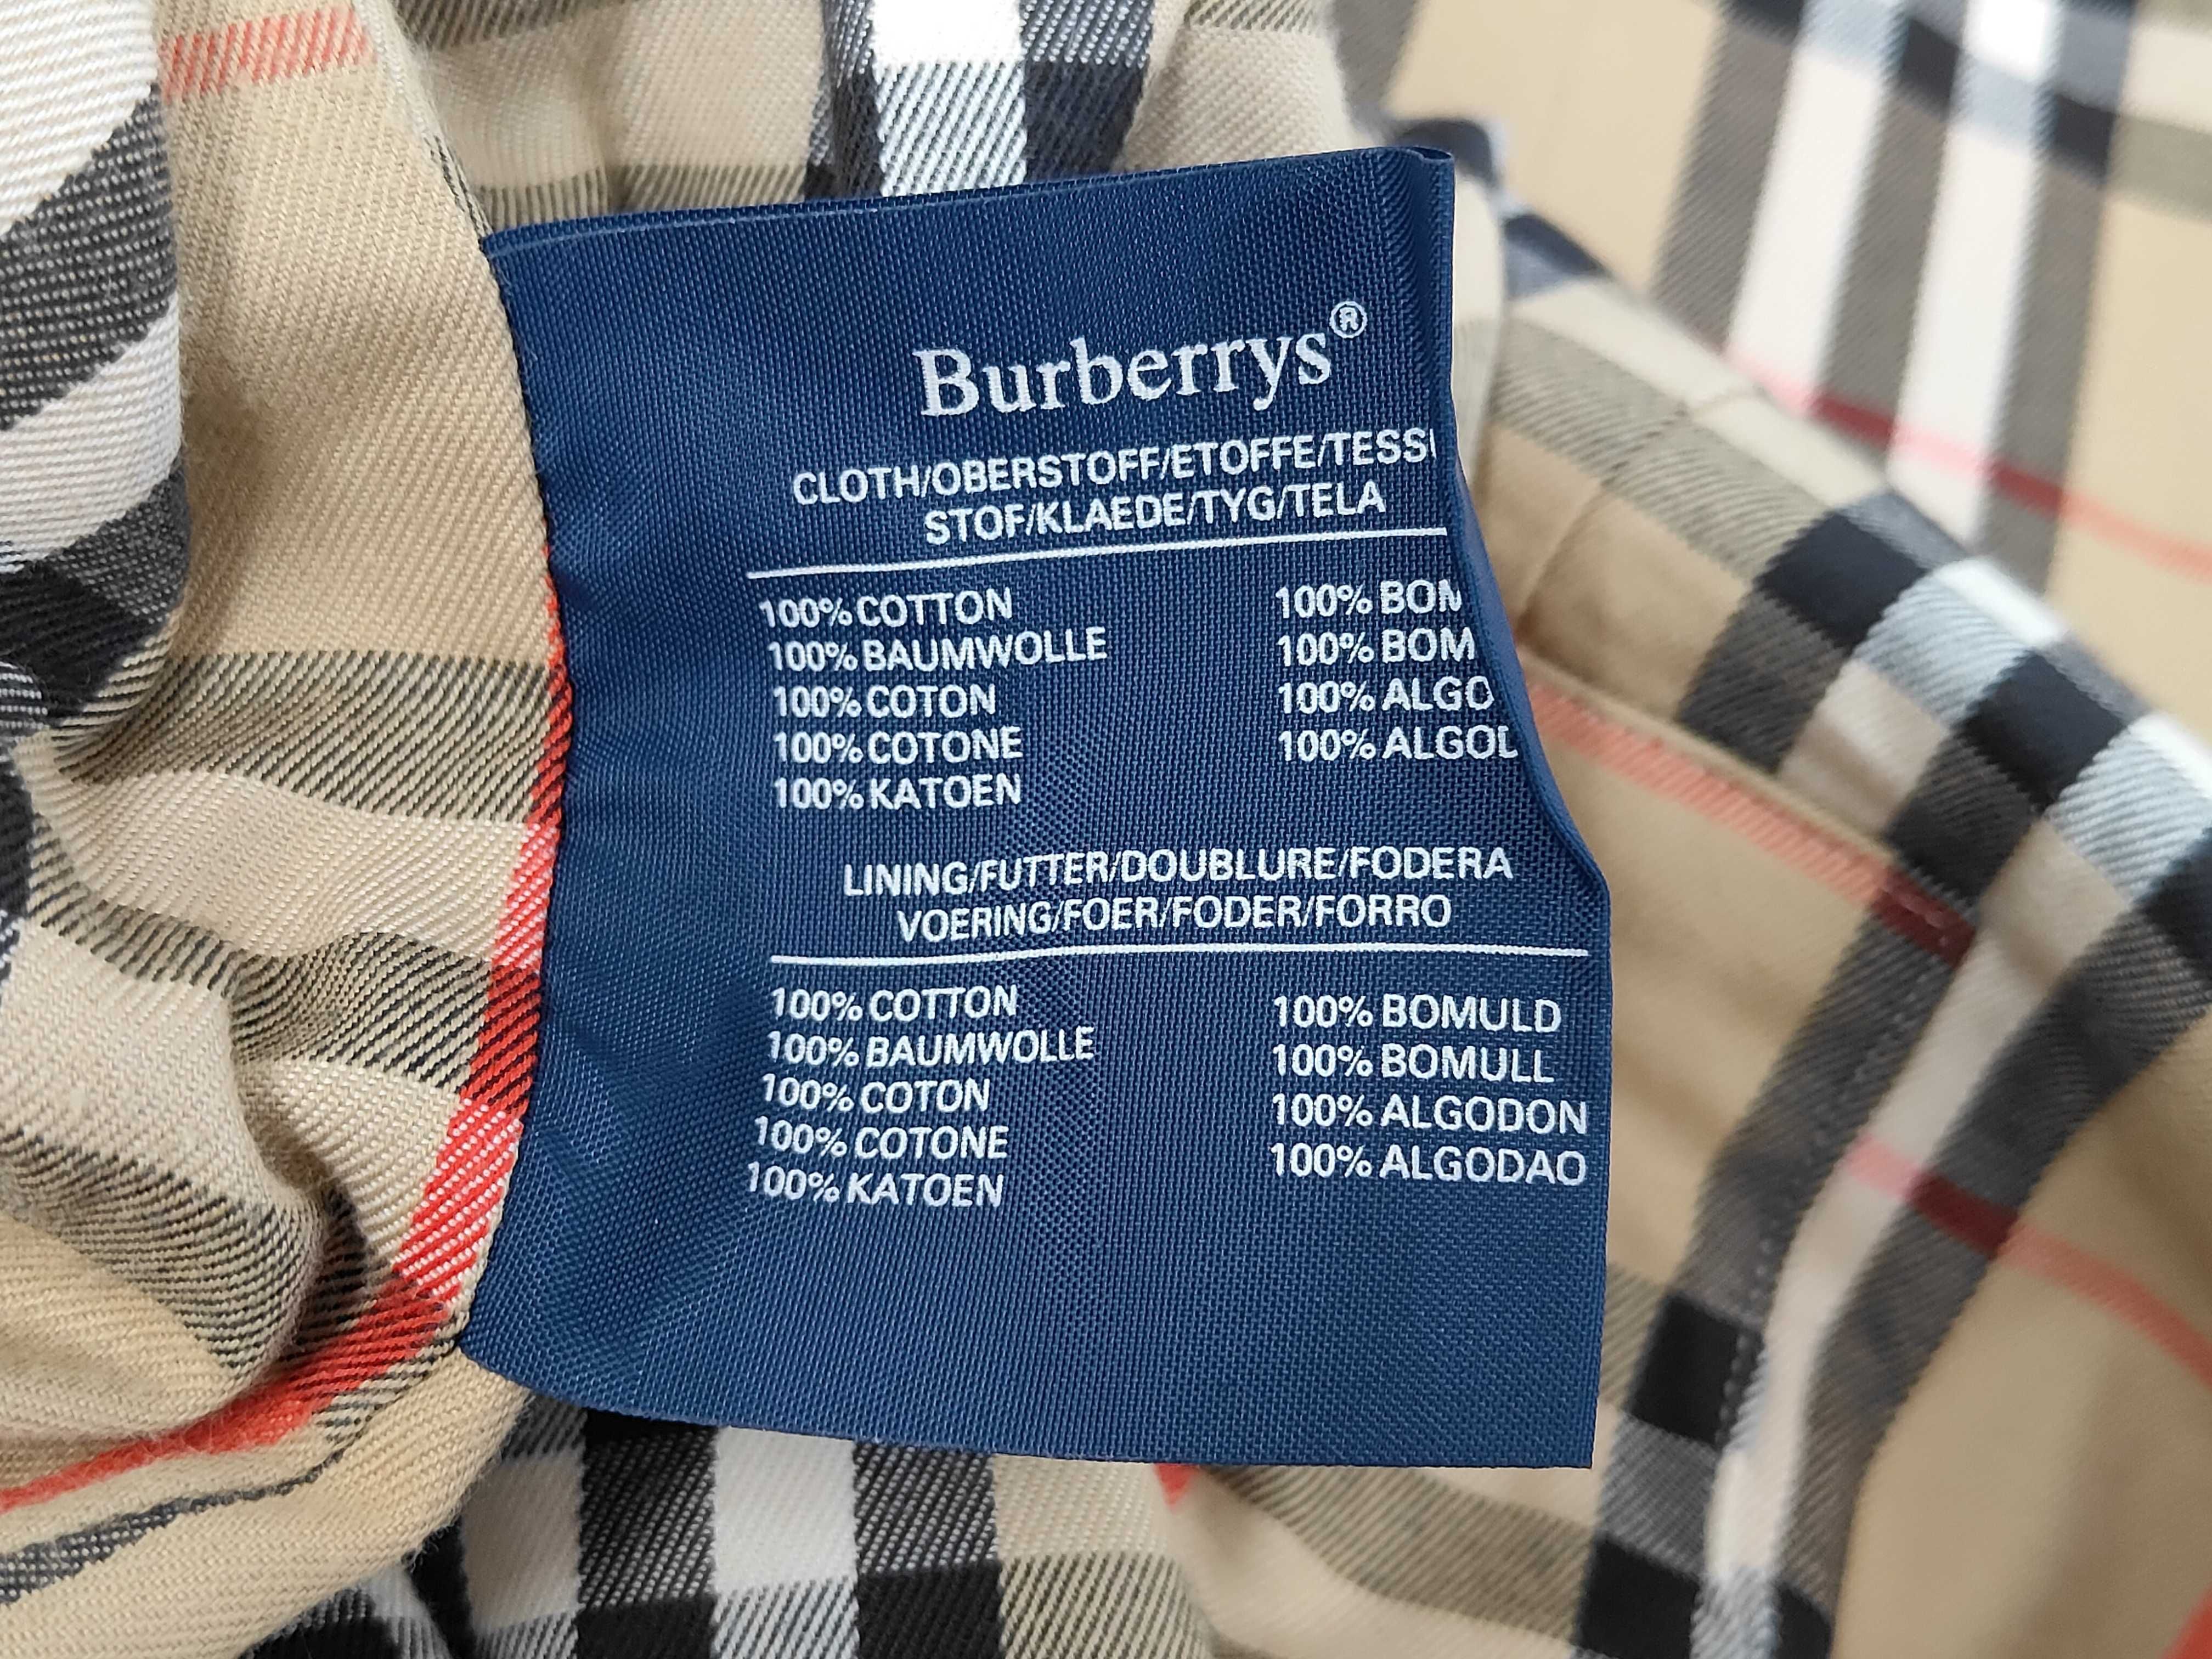 Burberrys®
CLOTH/OBERSTOFF/ETOFFE/TESS
STOF/KLAEDE/TYG/TELA
100% COTTON 100% BOM
100% BAUMWOLLE 100% BOM
100% COTON 100% ALGO
100% COTONE 100% ALGOD
100% KATOEN
LINING/FUTTER/DOUBLURE/FODERA
VOERING/FOER/FODER/FORRO
100% COTTON 100% BOMULD
100% BAUMWOLLE 100% BOMULL
100% COTON 100% ALGODON
100% COTONE 100% ALGODAO
100% KATOEN